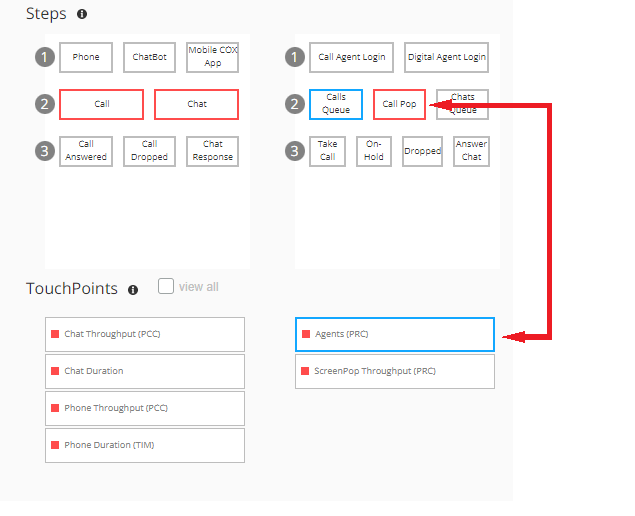 Steps
1 Phone ChatBot Mobile COX App
2 Call Chat
3 Call Answered Call Dropped Chat Response
1 Call Agent Login Digital Agent Login
2 Calls Queue Call Pop Chats Queue
3 Take Call On-Hold Dropped Answer Chat
TouchPoints view all
Chat Throughput (PCC)
Chat Duration
Phone Throughput (PCC)
Phone Duration (TIM)
Agents (PRC)
ScreenPop Throughput (PRC)